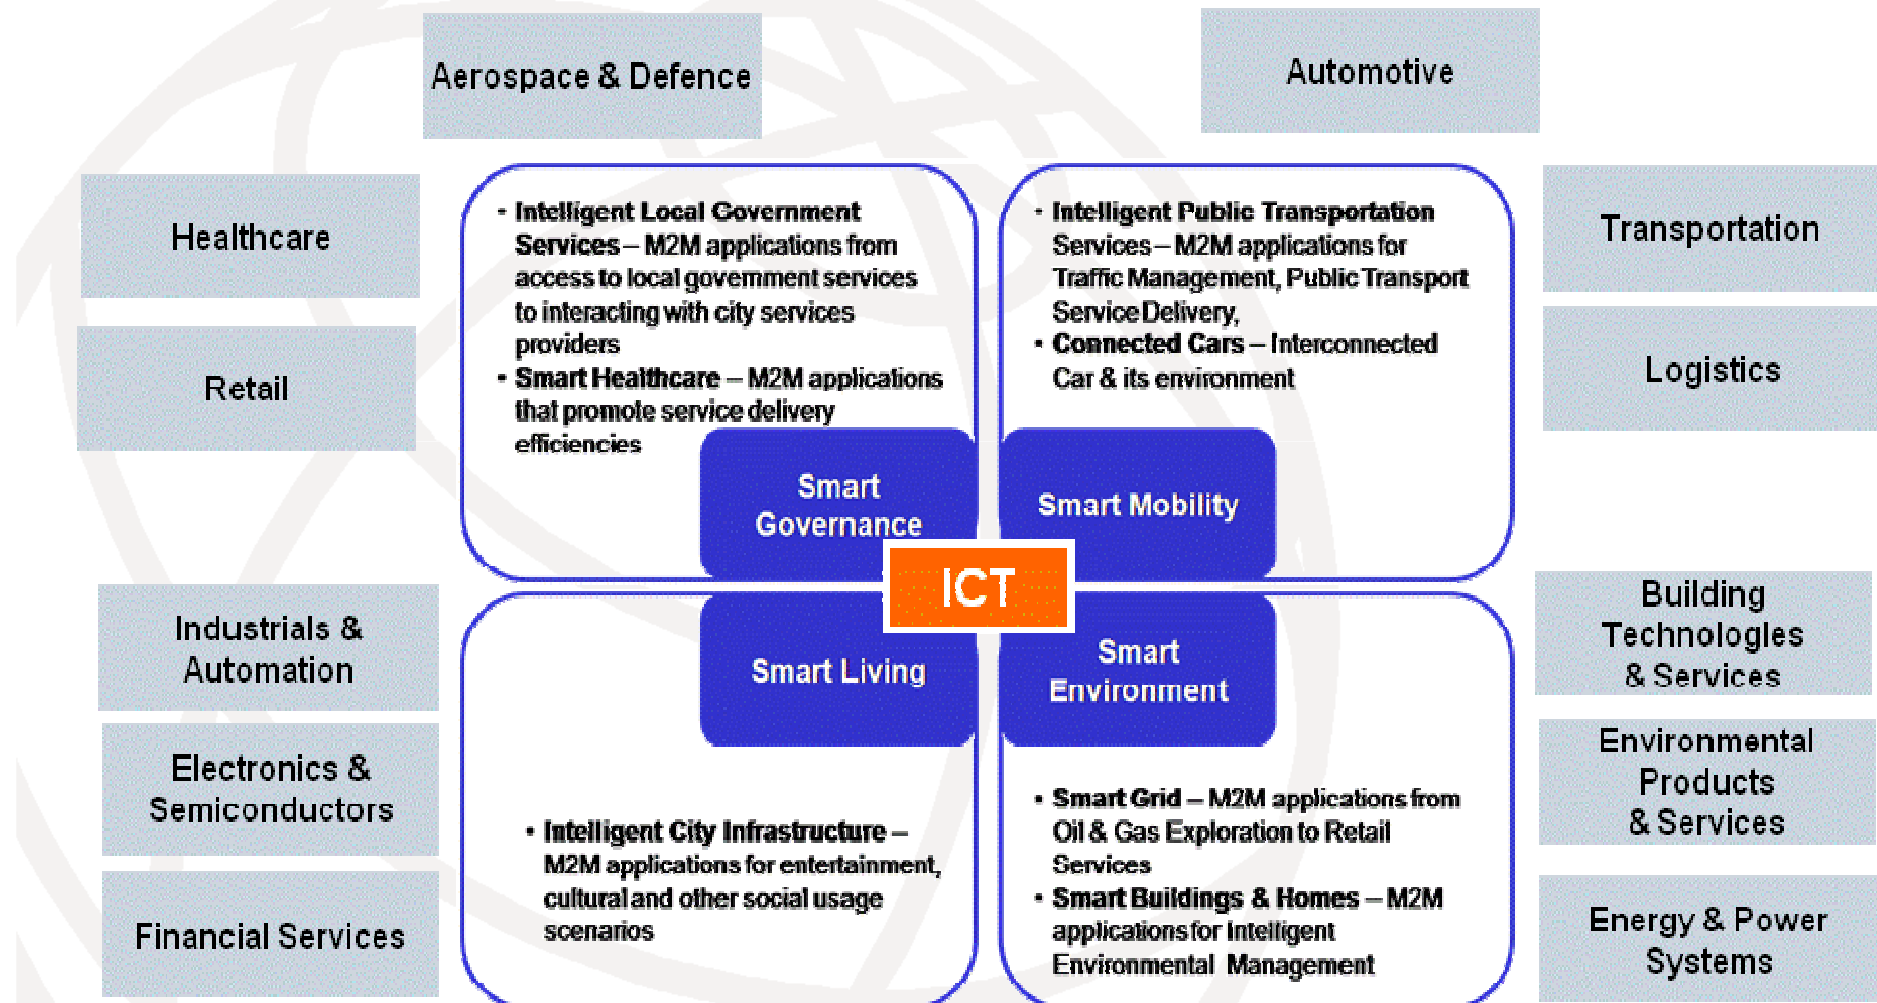 Aerospace & Defence
Automotive
Healthcare
Retail
• Intelligent Local Government
Services – M2M applications from
access to local government services
to interacting with city services
providers
• Smart Healthcare – M2M applications
that promote service delivery
efficiencies
• Intelligent Public Transportation
Services – M2M applications for
Traffic Management, Public Transport
Service Delivery,
• Connected Cars – Interconnected
Car & its environment
Transportation
Logistics
Smart
Governance
Smart Mobility
ICT
Smart Living
Smart
Environment
Industrials &
Automation
Electronics &
Semiconductors
Financial Services
• Intelligent City Infrastructure –
M2M applications for entertainment,
cultural and other social usage
scenarios
• Smart Grid – M2M applications from
Oil & Gas Exploration to Retail
Services
• Smart Buildings & Homes – M2M
applications for Intelligent
Environmental Management
Building
Technologies
& Services
Environmental
Products
& Services
Energy & Power
Systems